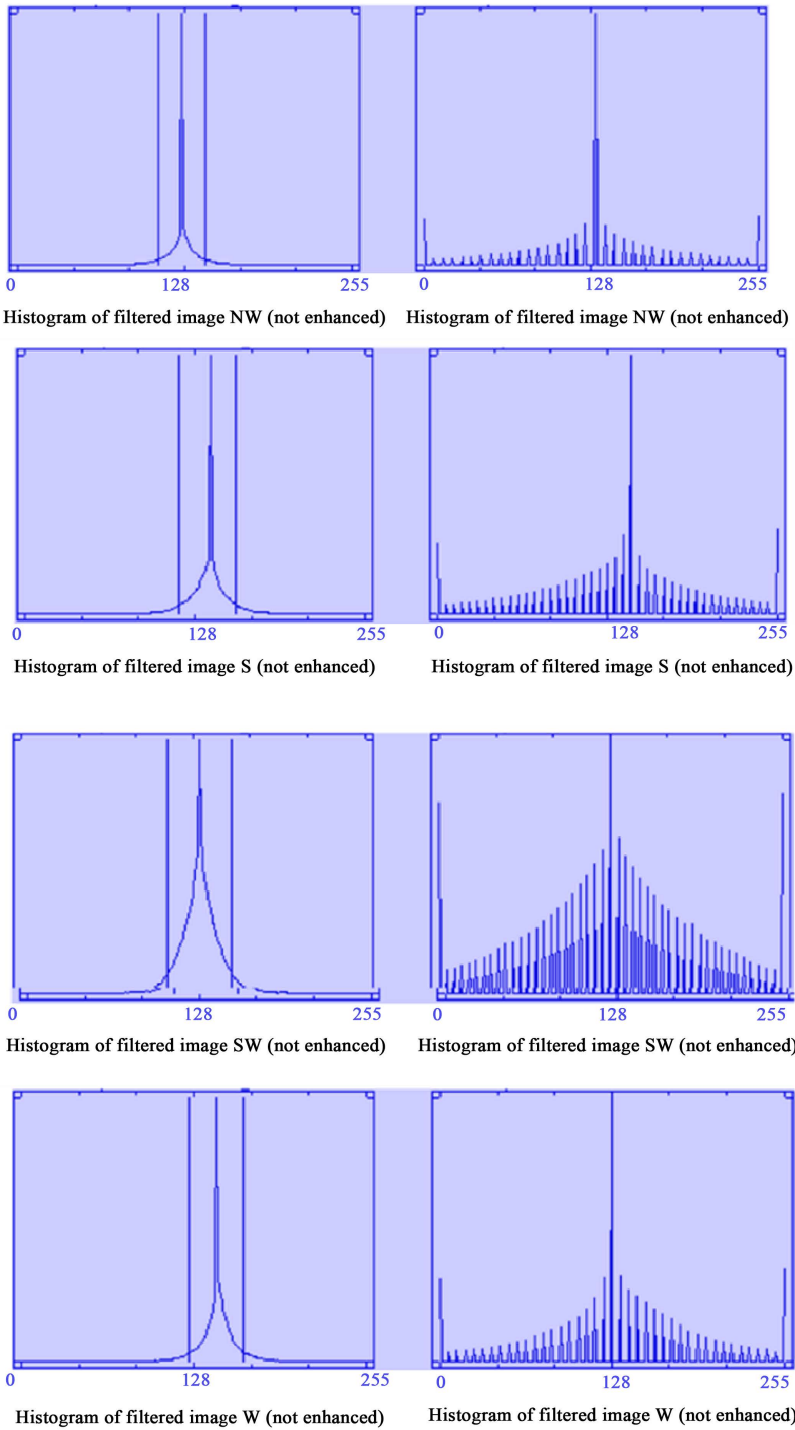 0 128 255 0 128 255
Histogram of filtered image NW (not enhanced) Histogram of filtered image NW (not enhanced)
0 128 255 0 128 255
Histogram of filtered image S (not enhanced) Histogram of filtered image S (not enhanced)
0 128 255 0 128 255
Histogram of filtered image SW (not enhanced) Histogram of filtered image SW (not enhanced)
0 128 255 0 128 255
Histogram of filtered image W (not enhanced) Histogram of filtered image W (not enhanced)